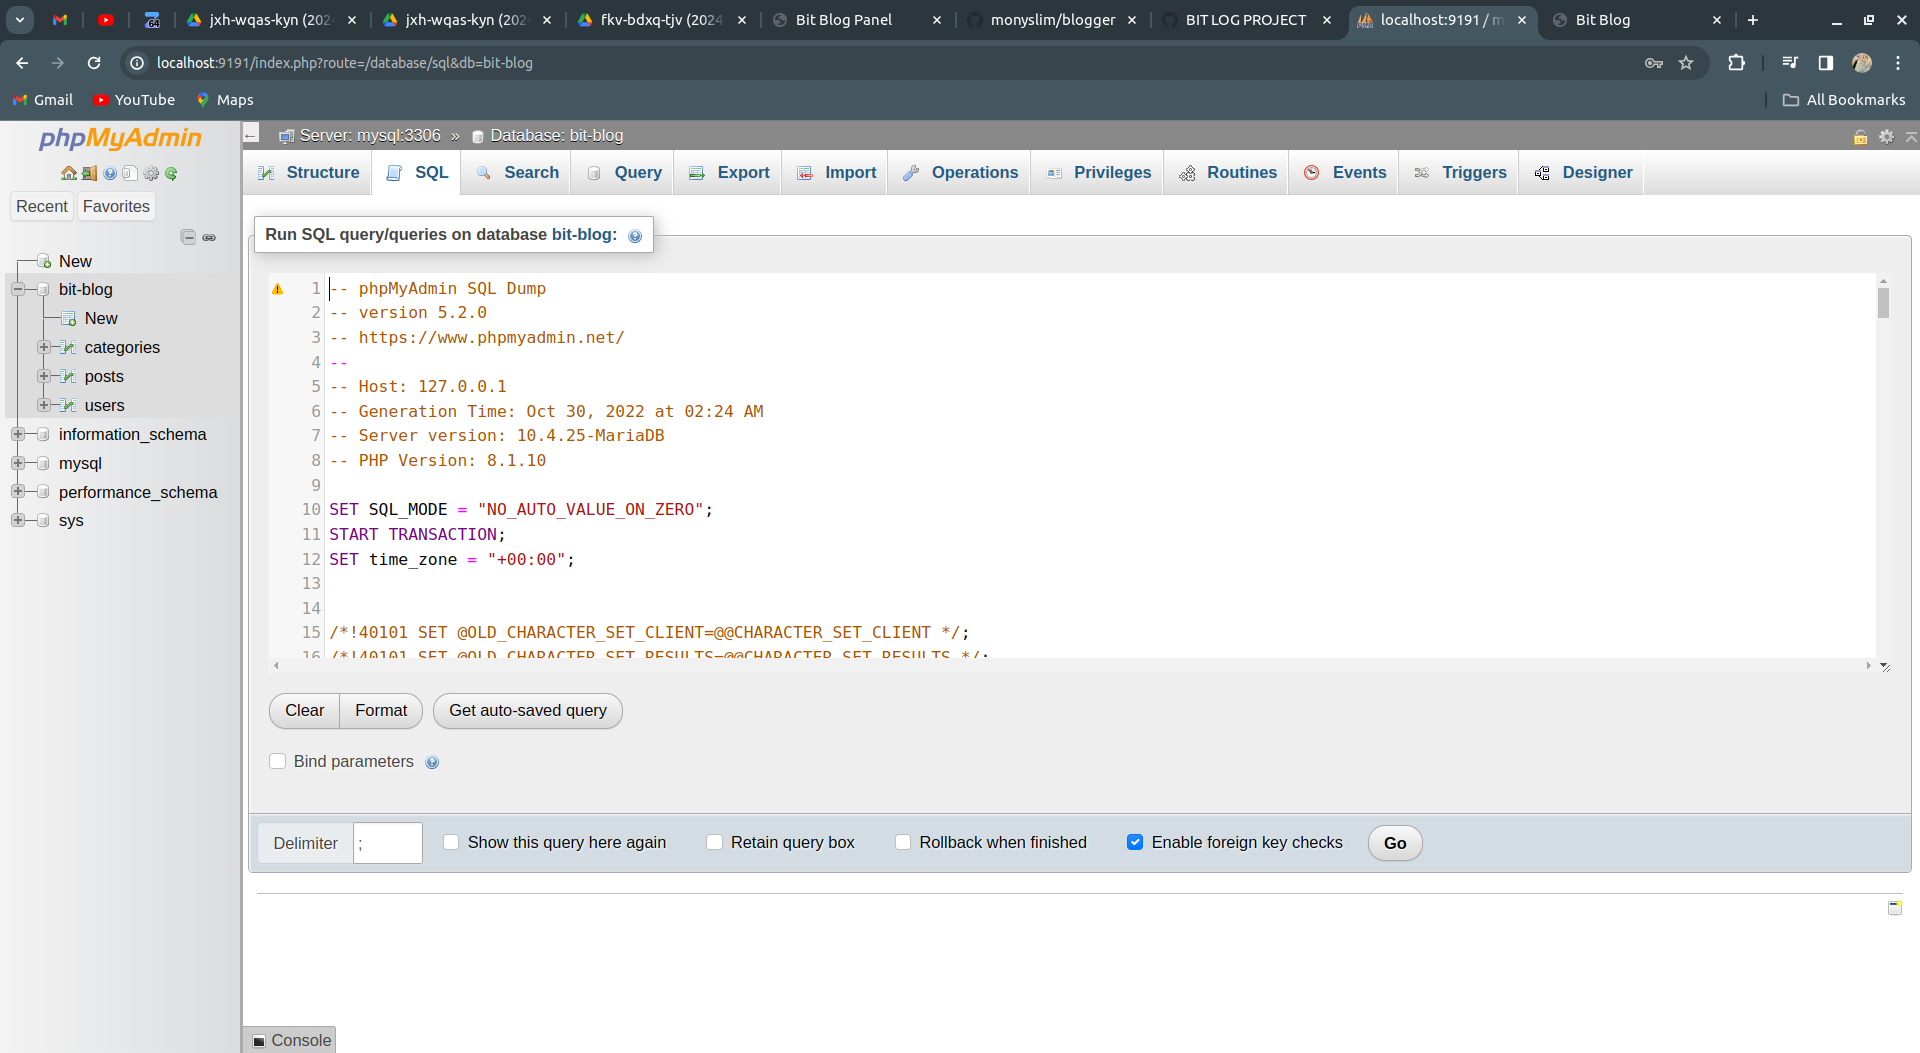 jxh-wqas-kyn (202
jxh-wqas-kyn (202
fkv-bdxq-tjv (2024
Bit Blog Panel
monyslim/blogger
BIT LOG PROJECT
localhost:9191 / m
Bit Blog
localhost:9191/index.php?route=/database/sql&db=bit-blog
Gmail
YouTube
Maps
All Bookmarks
phpMyAdmin
Server: mysql:3306 » Database: bit-blog
Structure
SQL
Search
Query
Export
Import
Operations
Privileges
Routines
Events
Triggers
Designer
Recent
Favorites
New
bit-blog
New
categories
posts
users
information_schema
mysql
performance_schema
sys
Run SQL query/queries on database bit-blog:
1 -- phpMyAdmin SQL Dump
2 -- version 5.2.0
3 -- https://www.phpmyadmin.net/
4 --
5 -- Host: 127.0.0.1
6 -- Generation Time: Oct 30, 2022 at 02:24 AM
7 -- Server version: 10.4.25-MariaDB
8 -- PHP Version: 8.1.10
9
10 SET SQL_MODE = "NO_AUTO_VALUE_ON_ZERO";
11 START TRANSACTION;
12 SET time_zone = "+00:00";
13
14
15 /*!40101 SET @OLD_CHARACTER_SET_CLIENT=@@CHARACTER_SET_CLIENT */;
16 /*!40101 SET @OLD_CHARACTER_SET_RESULTS=@@CHARACTER_SET_RESULTS */;
Clear
Format
Get auto-saved query
Bind parameters
Delimiter
;
Show this query here again
Retain query box
Rollback when finished
Enable foreign key checks
Go
Console